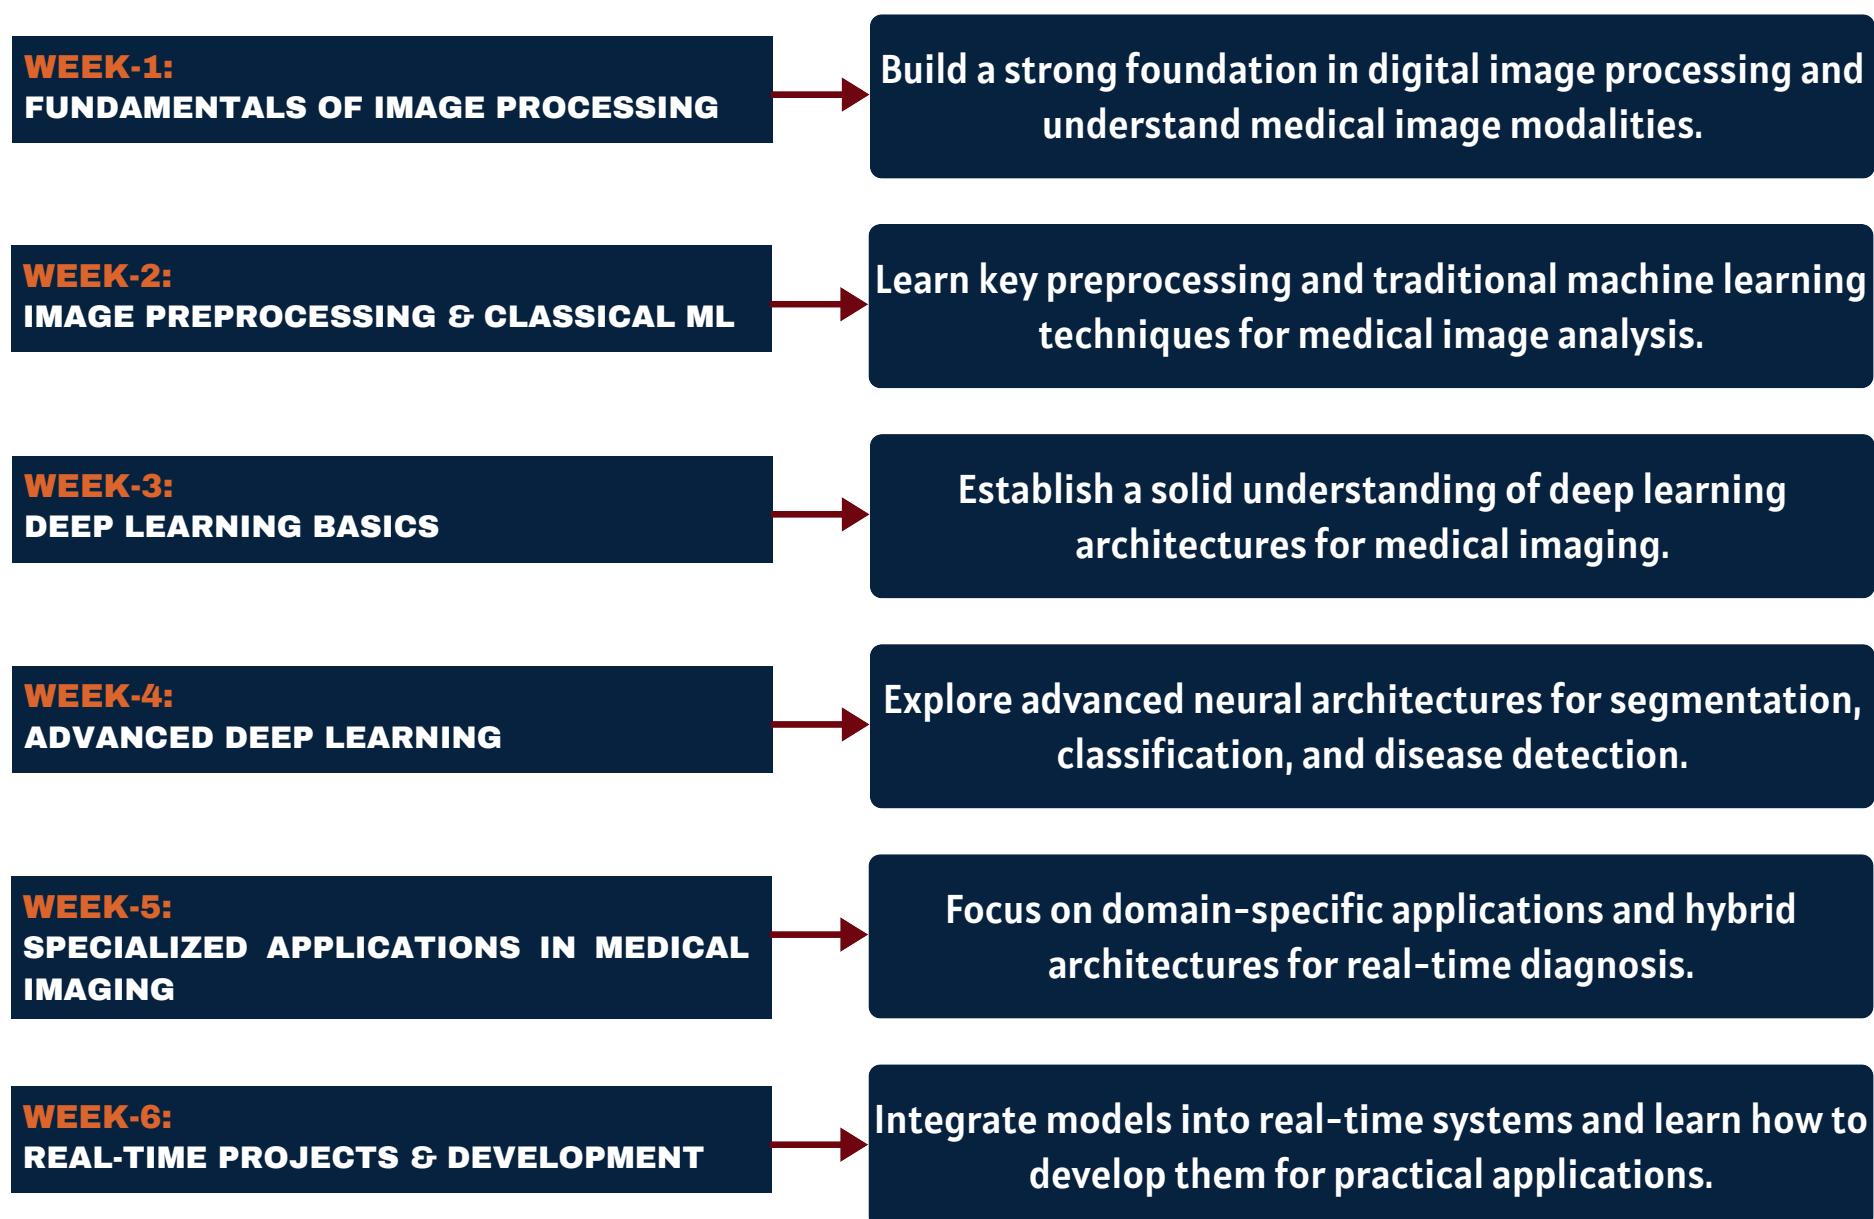 WEEK-1:
FUNDAMENTALS OF IMAGE PROCESSING
Build a strong foundation in digital image processing and
understand medical image modalities.
WEEK-2:
IMAGE PREPROCESSING & CLASSICAL ML
Learn key preprocessing and traditional machine learning
techniques for medical image analysis.
WEEK-3:
DEEP LEARNING BASICS
Establish a solid understanding of deep learning
architectures for medical imaging.
WEEK-4:
ADVANCED DEEP LEARNING
Explore advanced neural architectures for segmentation,
classification, and disease detection.
WEEK-5:
SPECIALIZED APPLICATIONS IN MEDICAL
IMAGING
Focus on domain-specific applications and hybrid
architectures for real-time diagnosis.
WEEK-6:
REAL-TIME PROJECTS & DEVELOPMENT
Integrate models into real-time systems and learn how to
develop them for practical applications.